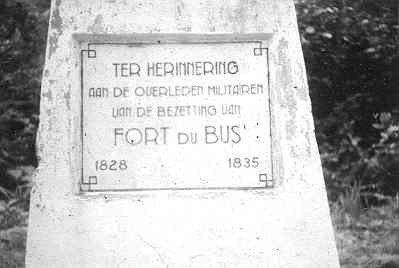 TER HERINNERING
AAN DE OVERLEDEN MILITAIREN
VAN DE BEZETTING VAN
FORT DU BUS
1828 1835